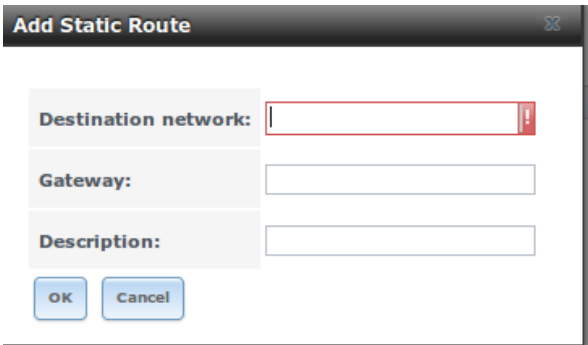 Add Static Route
Destination network:
!
Gateway:
Description:
OK
Cancel